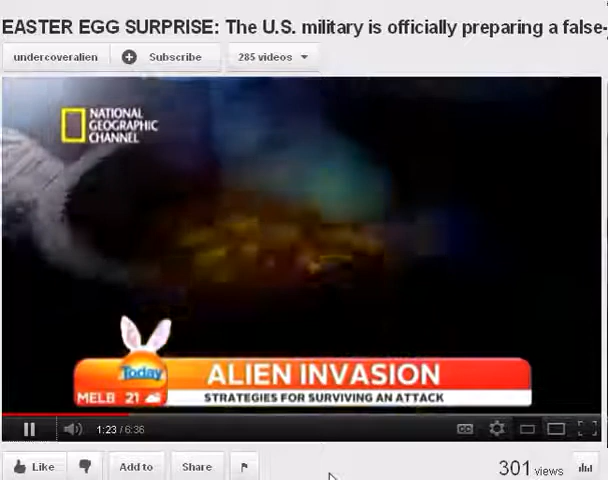 EASTER EGG SURPRISE: The U.S. military is officially preparing a false-
undercoveralien
Subscribe
285 videos
NATIONAL
GEOGRAPHIC
CHANNEL
Today
MELB 21
ALIEN INVASION
STRATEGIES FOR SURVIVING AN ATTACK
1:23 / 6:36
CC
Like
Add to
Share
301 views